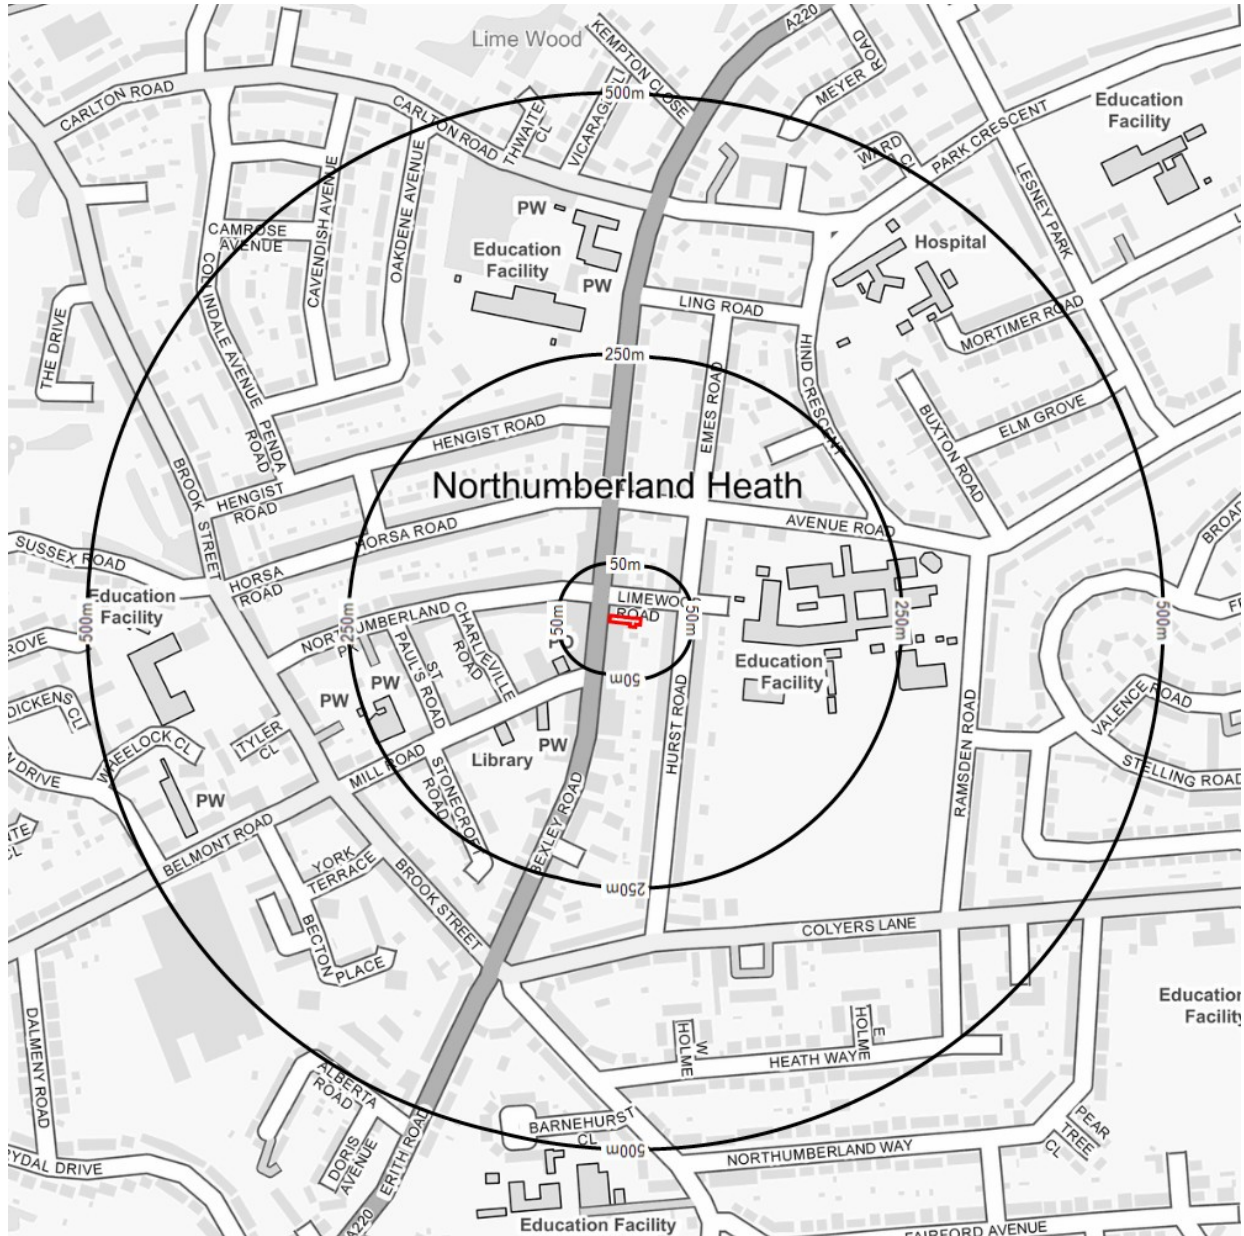 Lime Wood
KEMPTON CLOSE
A220
MEYER
ROAD
CARLTON ROAD
500m
CARLTON ROAD
THWAITE
CL
WARD
CL
PARK CRESCENT
Education
Facility
LESNEY PARK
PW
CAMROSE
AVENUE
CAVENDISH AVENUE
OAKDENE AVENUE
Education
Facility
PW
Hospital
LING ROAD
MORTIMER ROAD
THE DRIVE
COLINDALE AVENUE
250m
HIND CRESCENT
EMES ROAD
ELM GROVE
BUXTON ROAD
PENDA
ROAD
HENGIST ROAD
BROOK STREET
HENGIST
ROAD
Northumberland Heath
HORSA ROAD
AVENUE ROAD
SUSSEX ROAD
HORSA
ROAD
50m
Education
Facility
500m
NORTHUMBERLAND
250m
CHARLIEVILLE
ROAD
50m
ROAD
50m
250m
500m
ST
PAUL'S ROAD
50m
Education
Facility
PW
PW
DICKENS CL
TYLER
CL
WHEELOCK CL
PW
Library
PW
MILL ROAD
HURST ROAD
RAMSDEN ROAD
VALENCE ROAD
STELLING ROAD
STONECROFT
ROAD
BELMONT ROAD
YORK
TERRACE
BEXLEY ROAD
250m
BROOK STREET
BECTON
PLACE
COLYERS LANE
Education
Facility
DALMENY ROAD
W
HOLME
E
HOLME
HEATH WAY
ALBERTA
ROAD
BARNEHURST
CL
500m
PEAR
TREE
CL
NORTHUMBERLAND WAY
DORIS
AVENUE
ERITH ROAD
A220
Education Facility